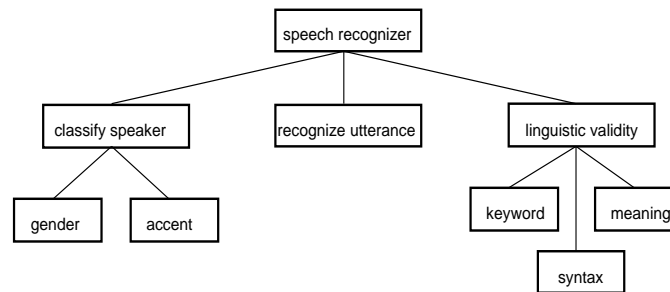 speech recognizer
classify speaker
recognize utterance
linguistic validity
gender
accent
keyword
meaning
syntax